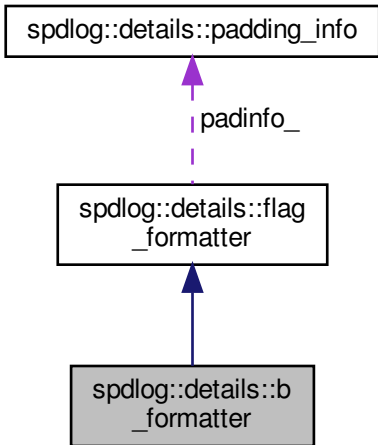 spdlog::details::padding_info
padinfo_
spdlog::details::flag
_formatter
spdlog::details::b
_formatter